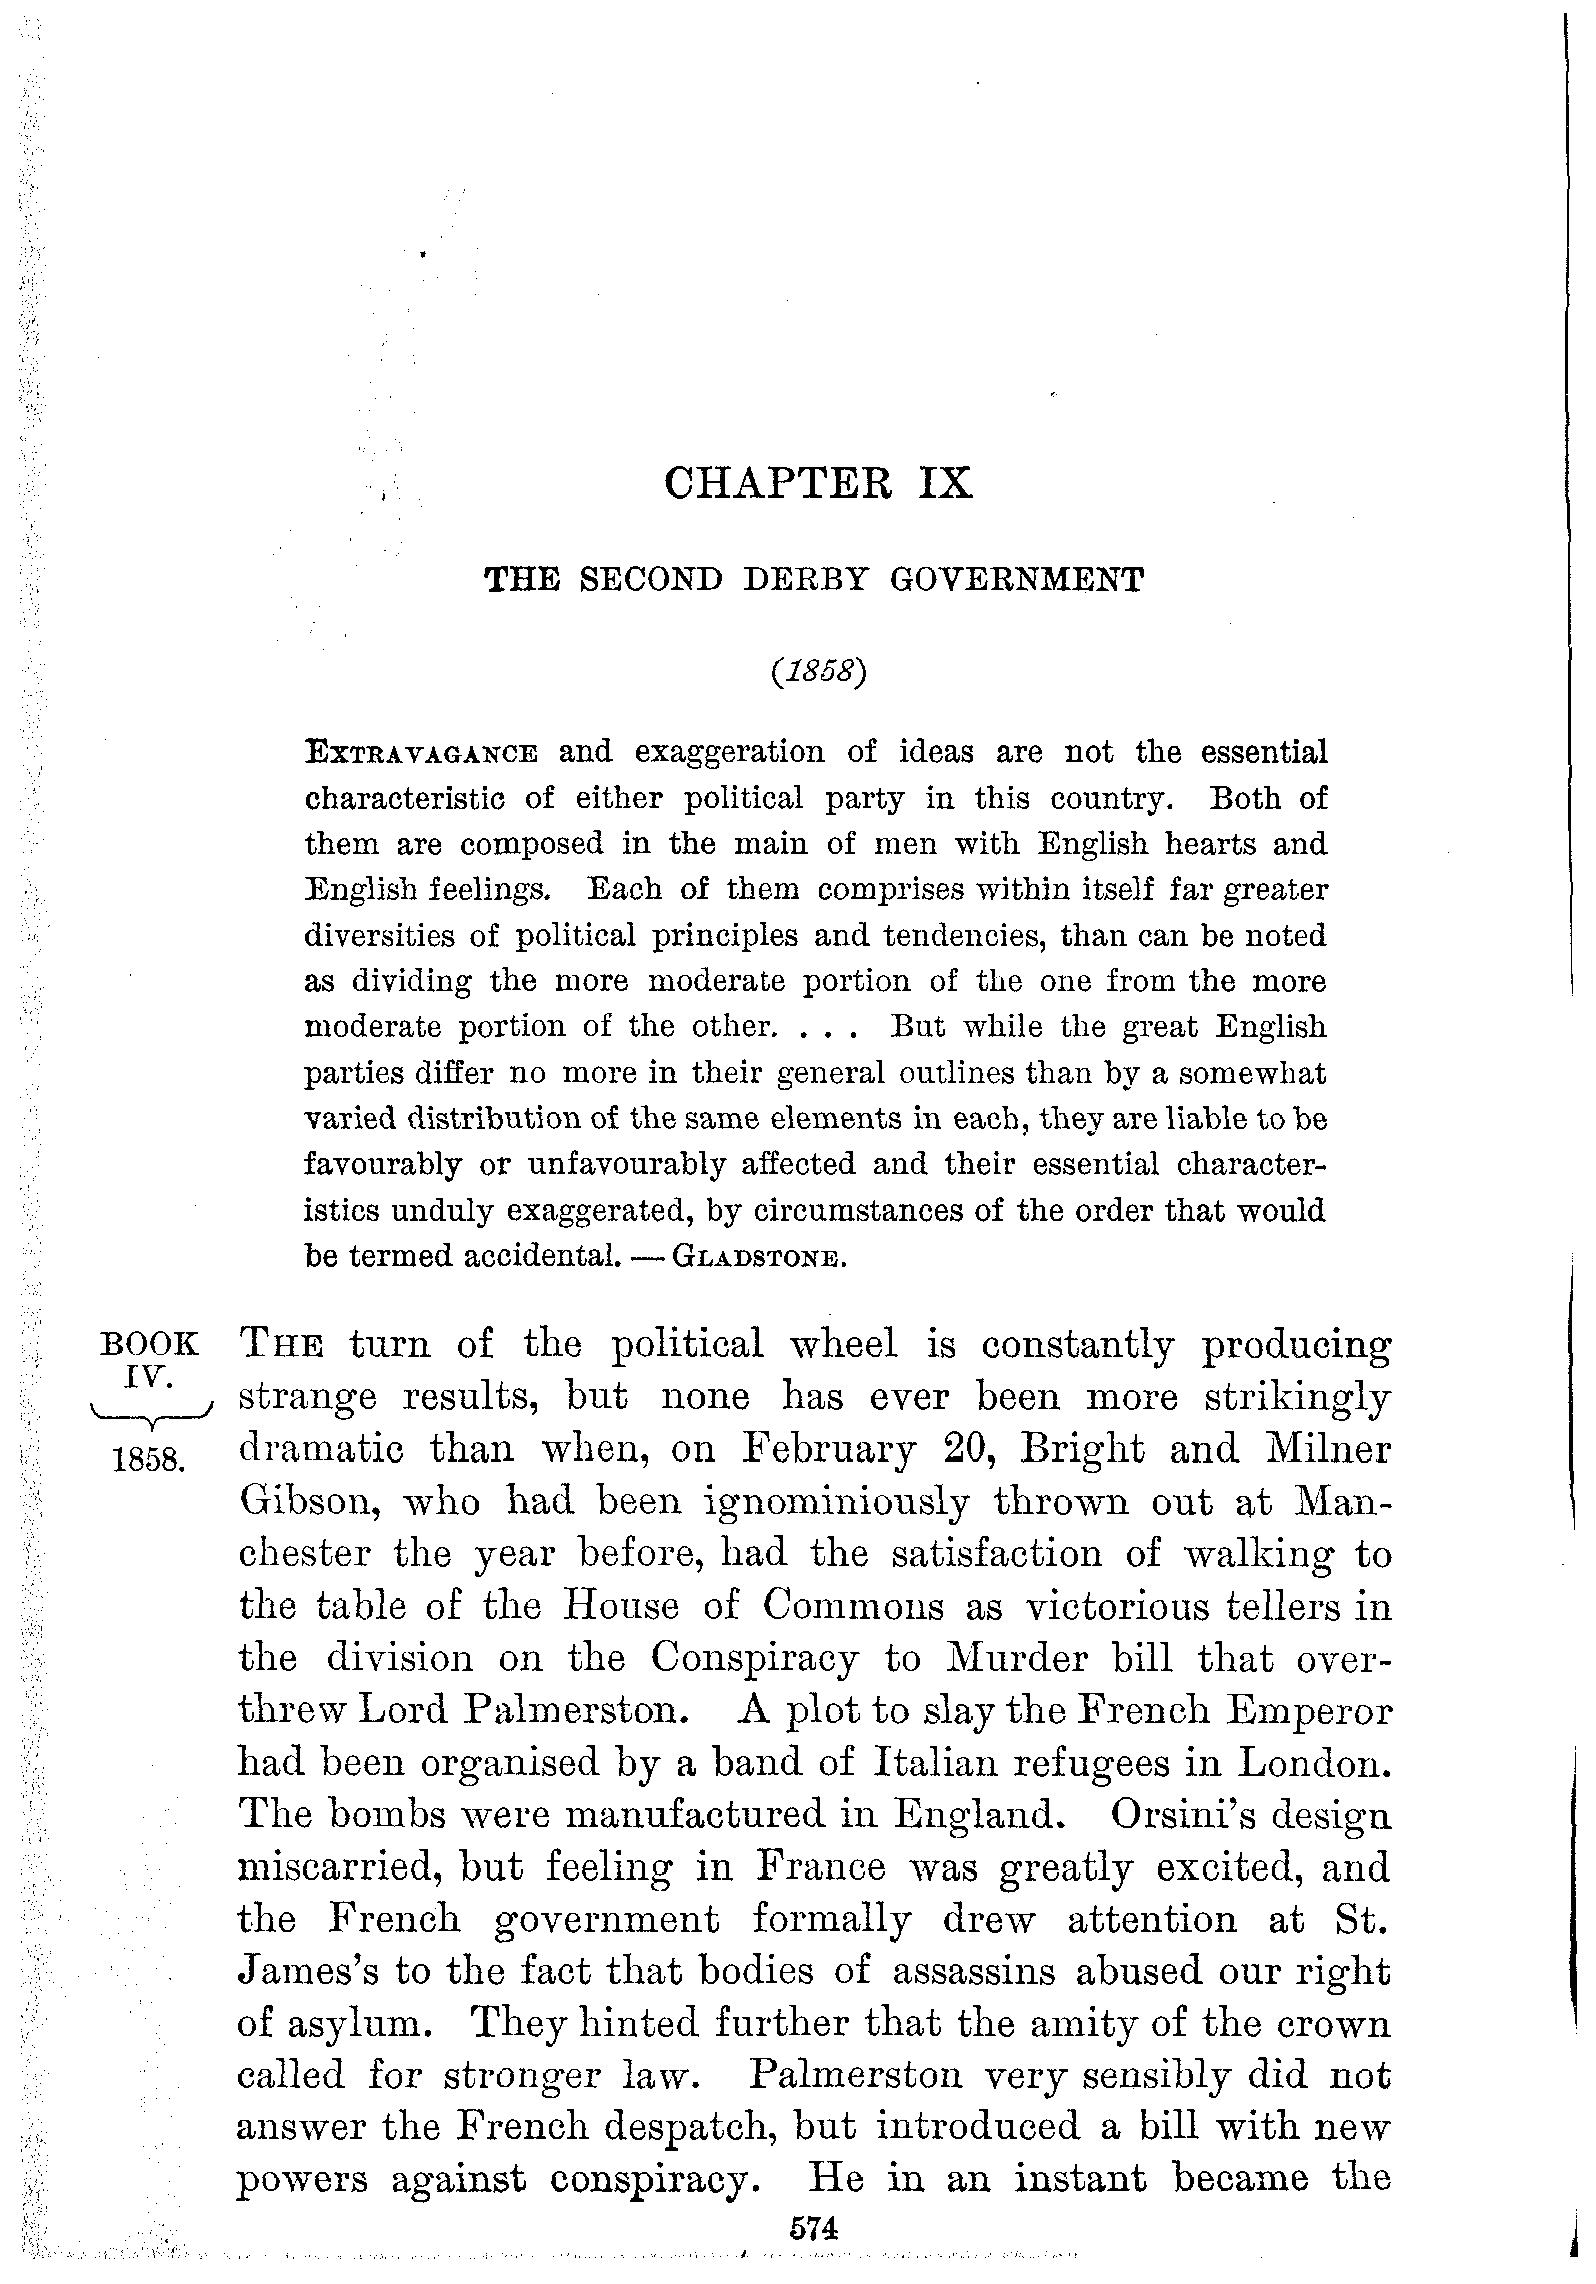 CHAPTER IX
THE SECOND DERBY GOVERNMENT
(1858)
EXTRAVAGANCE and exaggeration of ideas are not the essential
characteristic of either political party in this country. Both of
them are composed in the main of men with English hearts and
English feelings. Each of them comprises within itself far greater
diversities of political principles and tendencies, than can be noted
as dividing the more moderate portion of the one from the more
moderate portion of the other. . . . But while the great English
parties differ no more in their general outlines than by a somewhat
varied distribution of the same elements in each, they are liable to be
favourably or unfavourably affected and their essential character-
istics unduly exaggerated, by circumstances of the order that would
be termed accidental. — GLADSTONE.
BOOK
IV.
1858.
THE turn of the political wheel is constantly producing
strange results, but none has ever been more strikingly
dramatic than when, on February 20, Bright and Milner
Gibson, who had been ignominiously thrown out at Man-
chester the year before, had the satisfaction of walking to
the table of the House of Commons as victorious tellers in
the division on the Conspiracy to Murder bill that over-
threw Lord Palmerston. A plot to slay the French Emperor
had been organised by a band of Italian refugees in London.
The bombs were manufactured in England. Orsini's design
miscarried, but feeling in France was greatly excited, and
the French government formally drew attention at St.
James's to the fact that bodies of assassins abused our right
of asylum. They hinted further that the amity of the crown
called for stronger law. Palmerston very sensibly did not
answer the French despatch, but introduced a bill with new
powers against conspiracy. He in an instant became the
574